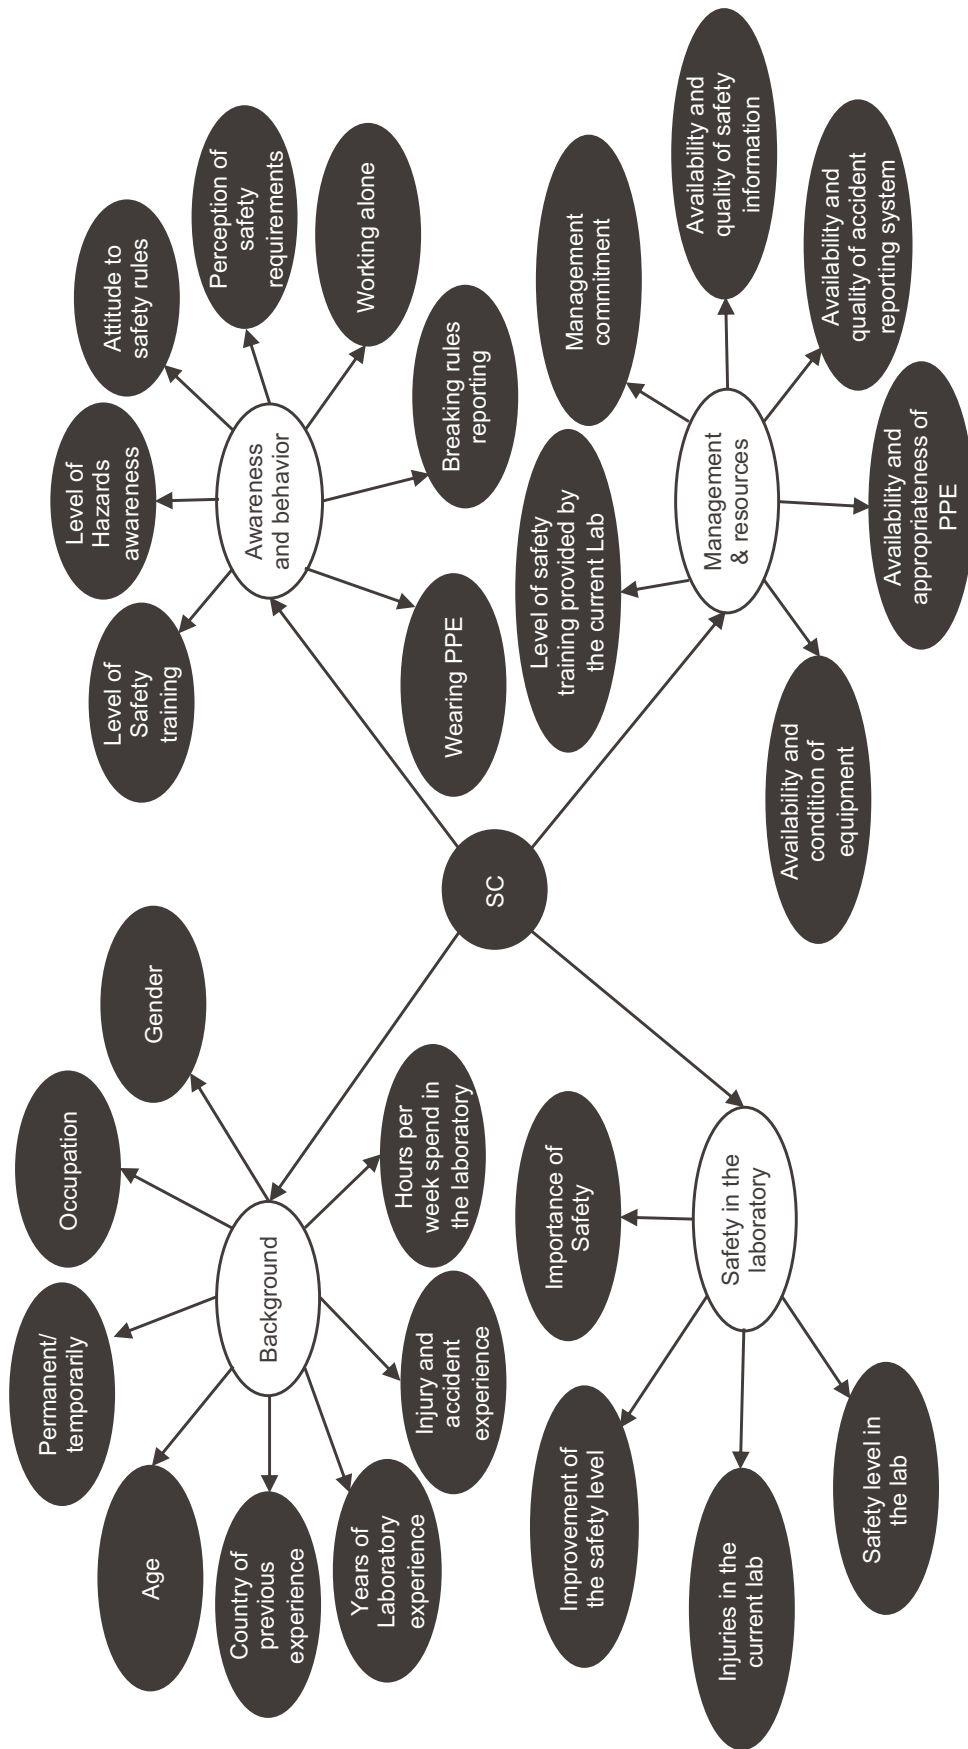 Permanent/
temporarily
Occupation
Gender
Age
Background
Country of
previous
experience
Years of
Laboratory
experience
Injury and
accident
experience
Hours per
week spend in
the laboratory
Level of
Safety
training
Level of
Hazards
awareness
Attitude to
safety rules
Perception of
safety
requirements
Working alone
Awareness
and behavior
Wearing PPE
Breaking rules
reporting
SC
Improvement of
the safety level
Importance of
Safety
Injuries in the
current lab
Safety in the
laboratory
Safety level in
the lab
Level of safety
training provided by
the current Lab
Management
commitment
Availability and
quality of safety
information
Management
& resources
Availability and
condition of
equipment
Availability and
appropriateness of
PPE
Availability and
quality of accident
reporting system